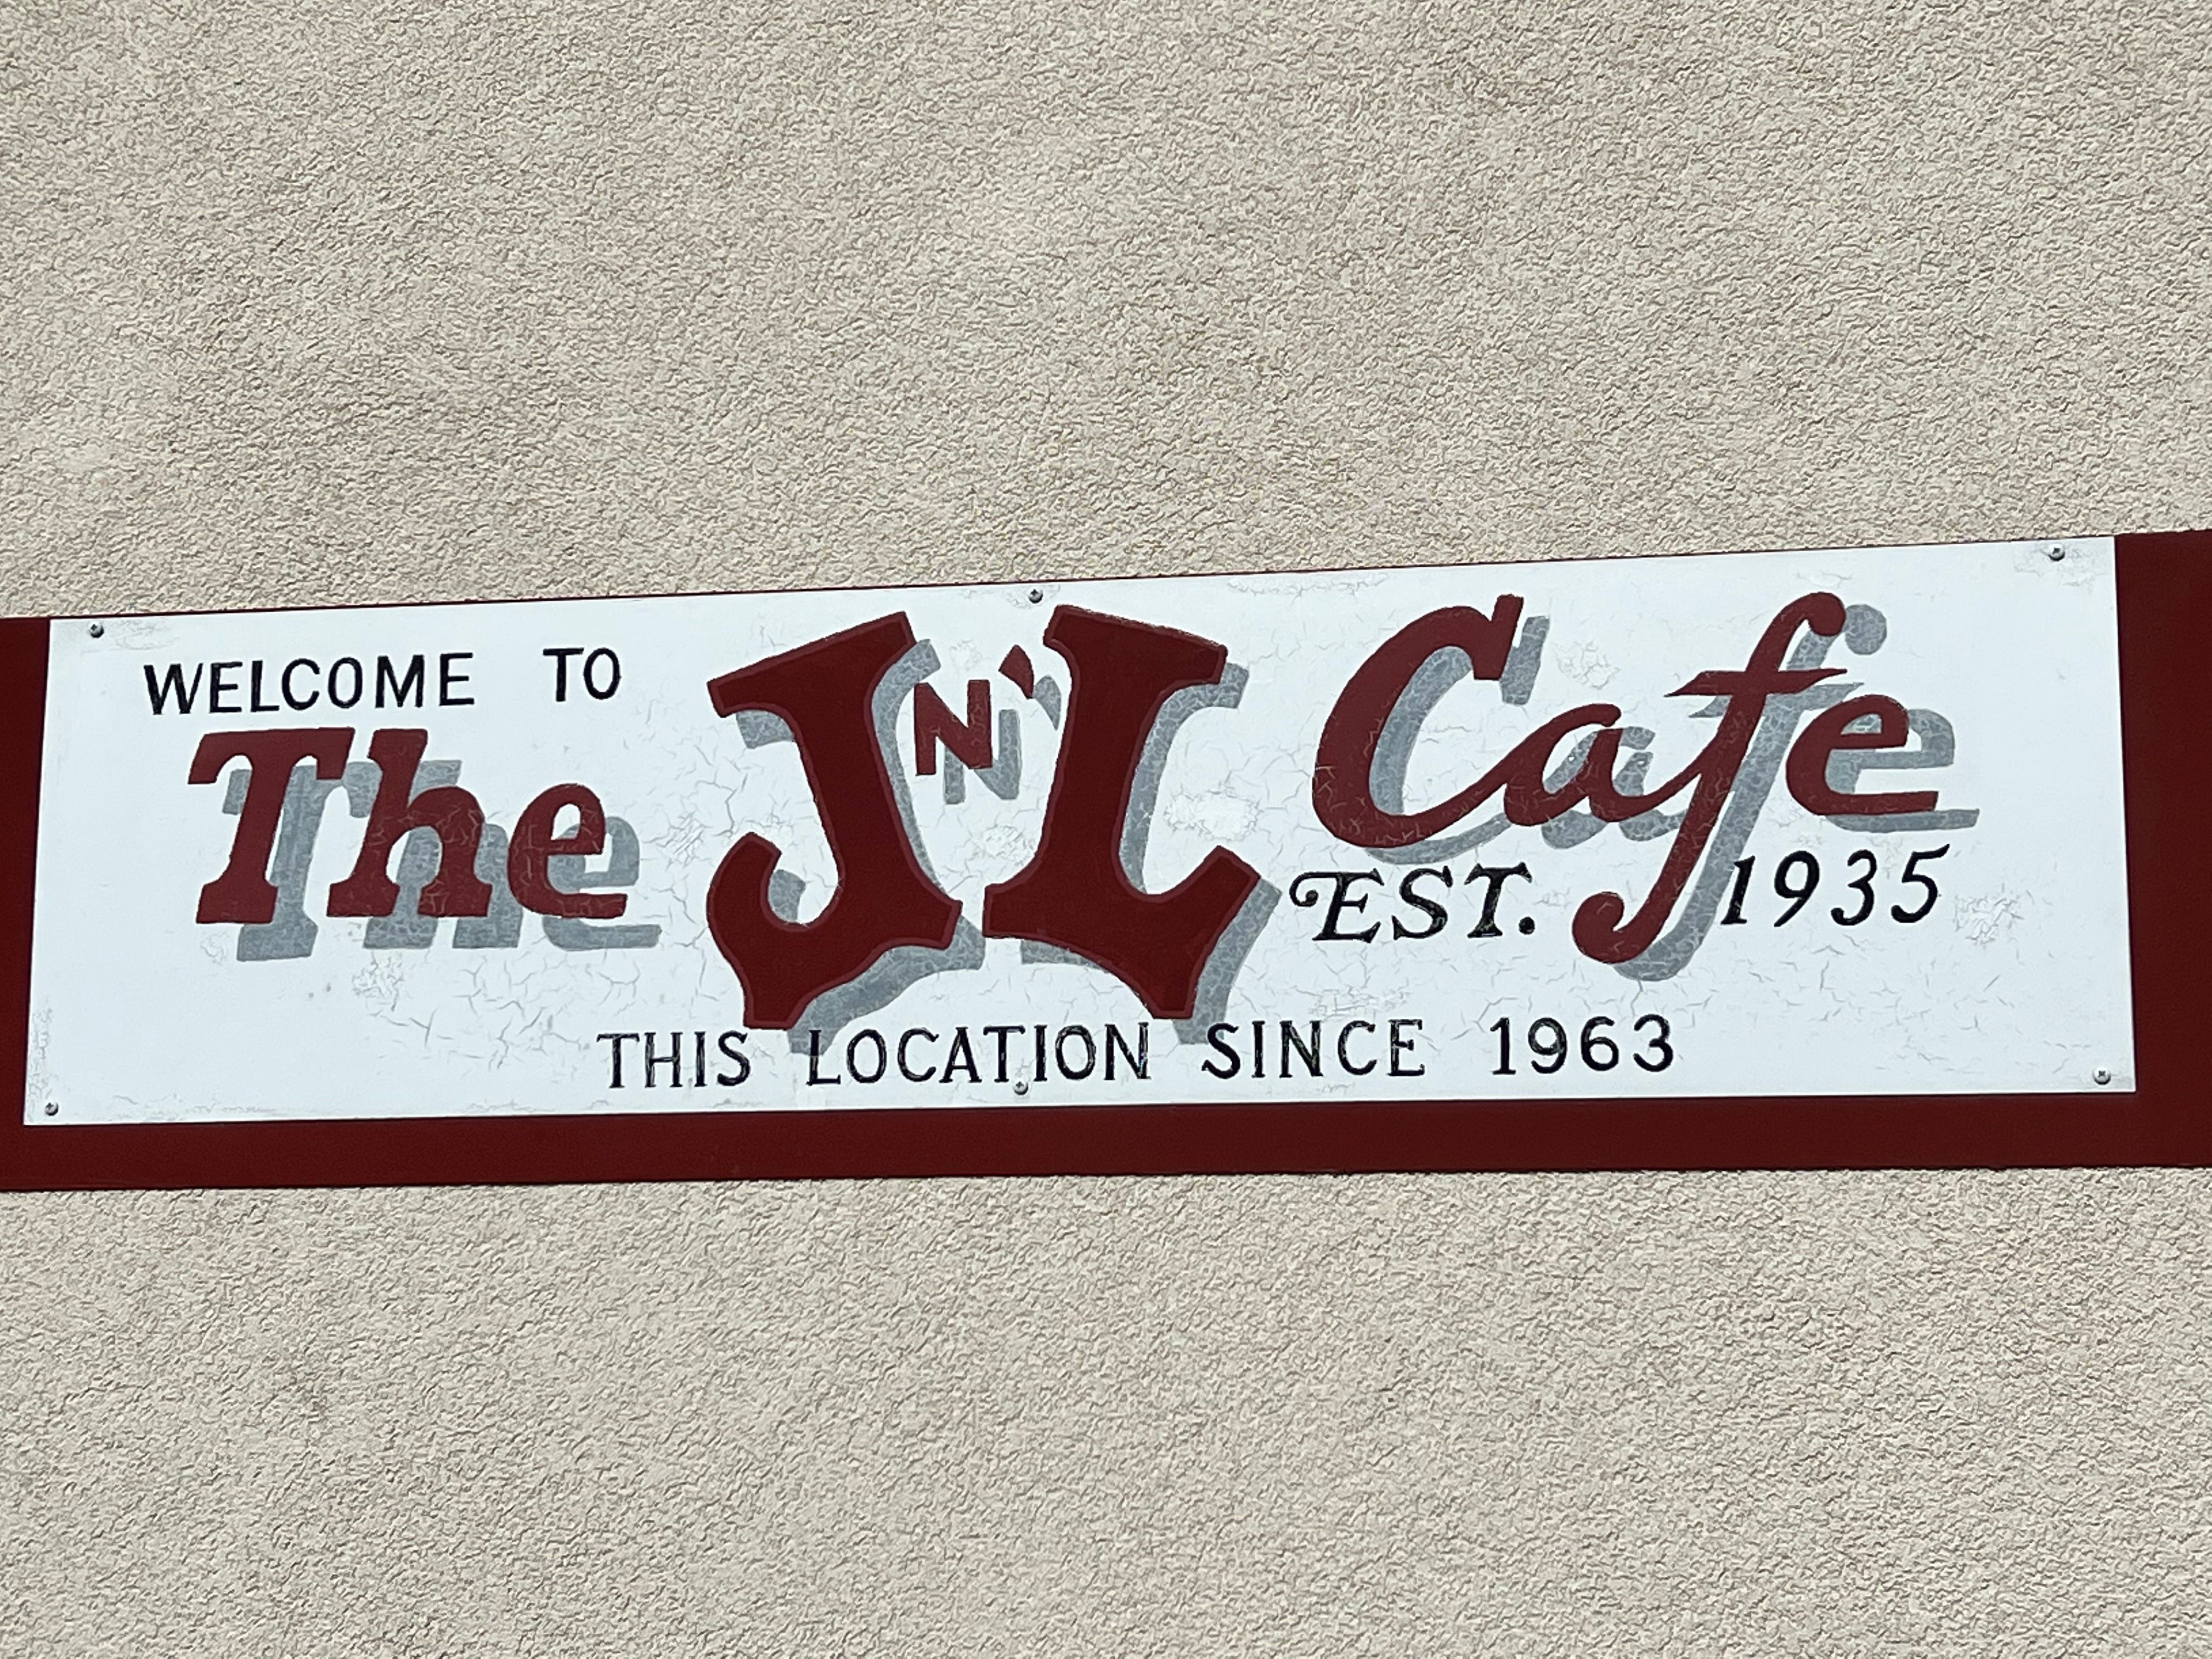 WELCOME TO
The J N' L Cafe
EST. 1935
THIS LOCATION SINCE 1963